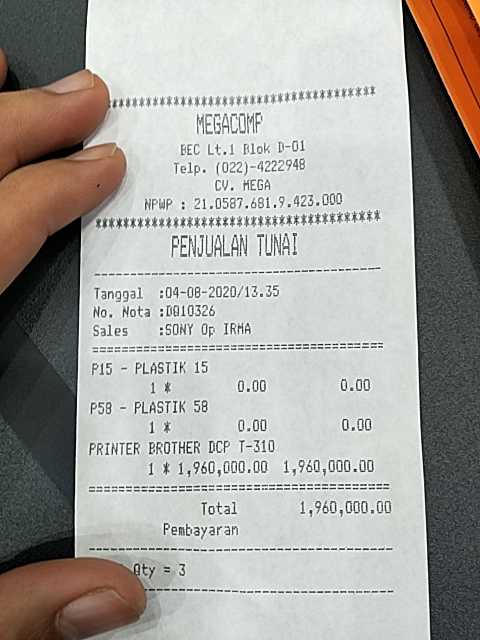 ****************************************
MEGACOMP
BEC Lt.1 Blok D-01
Telp. (022)-4222948
CV. MEGA
NPWP : 21.0587.681.9.423.000
****************************************
PENJUALAN TUNAI
----------------------------------------
Tanggal :04-08-2020/13.35
No. Nota :D010326
Sales :SONY Op IRMA
========================================
P15 - PLASTIK 15
1 * 0.00 0.00
P58 - PLASTIK 58
1 * 0.00 0.00
PRINTER BROTHER DCP T-310
1 * 1,960,000.00 1,960,000.00
========================================
Total 1,960,000.00
Pembayaran
----------------------------------------
Qty = 3
----------------------------------------